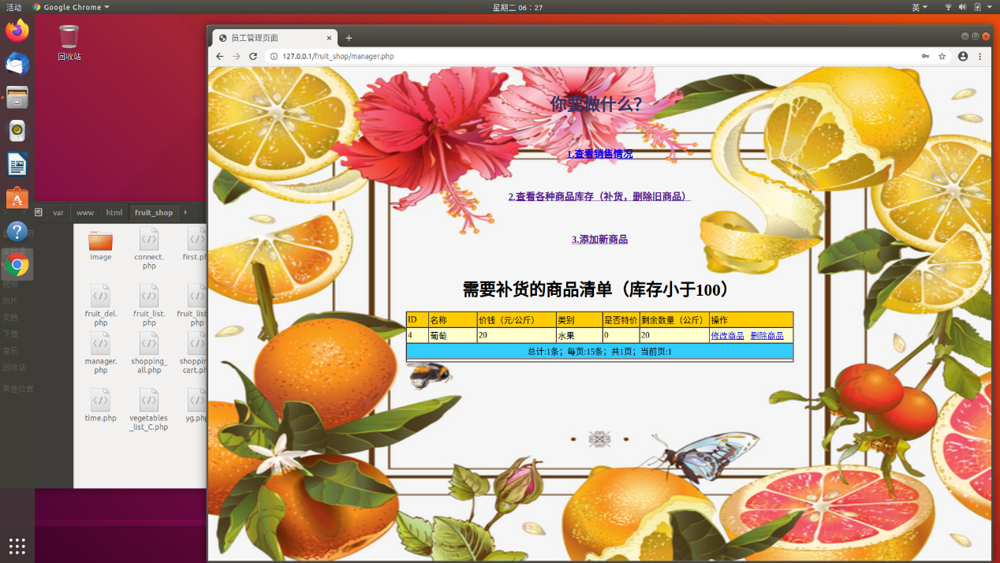 活动 Google Chrome 星期二 06：27 英
回收站
员工管理页面
127.0.0.1/fruit_shop/manager.php
var www html fruit_shop
image connect.php
fruit_del.php fruit_list.php fruit_list
manager.php shopping_all.php
time.php vegetables_list_C.php
主目录
视频
图片
文档
下载
音乐
回收站
其他位置
你要做什么？
1.查看销售情况
2.查看各种商品库存（补货，删除旧商品）
3.添加新商品
需要补货的商品清单（库存小于100）
ID 名称 价钱（元/公斤） 类别 是否特价 剩余数量（公斤） 操作
4 葡萄 20 水果 0 20 修改商品 删除商品
总计:1条；每页:15条；共1页；当前页:1